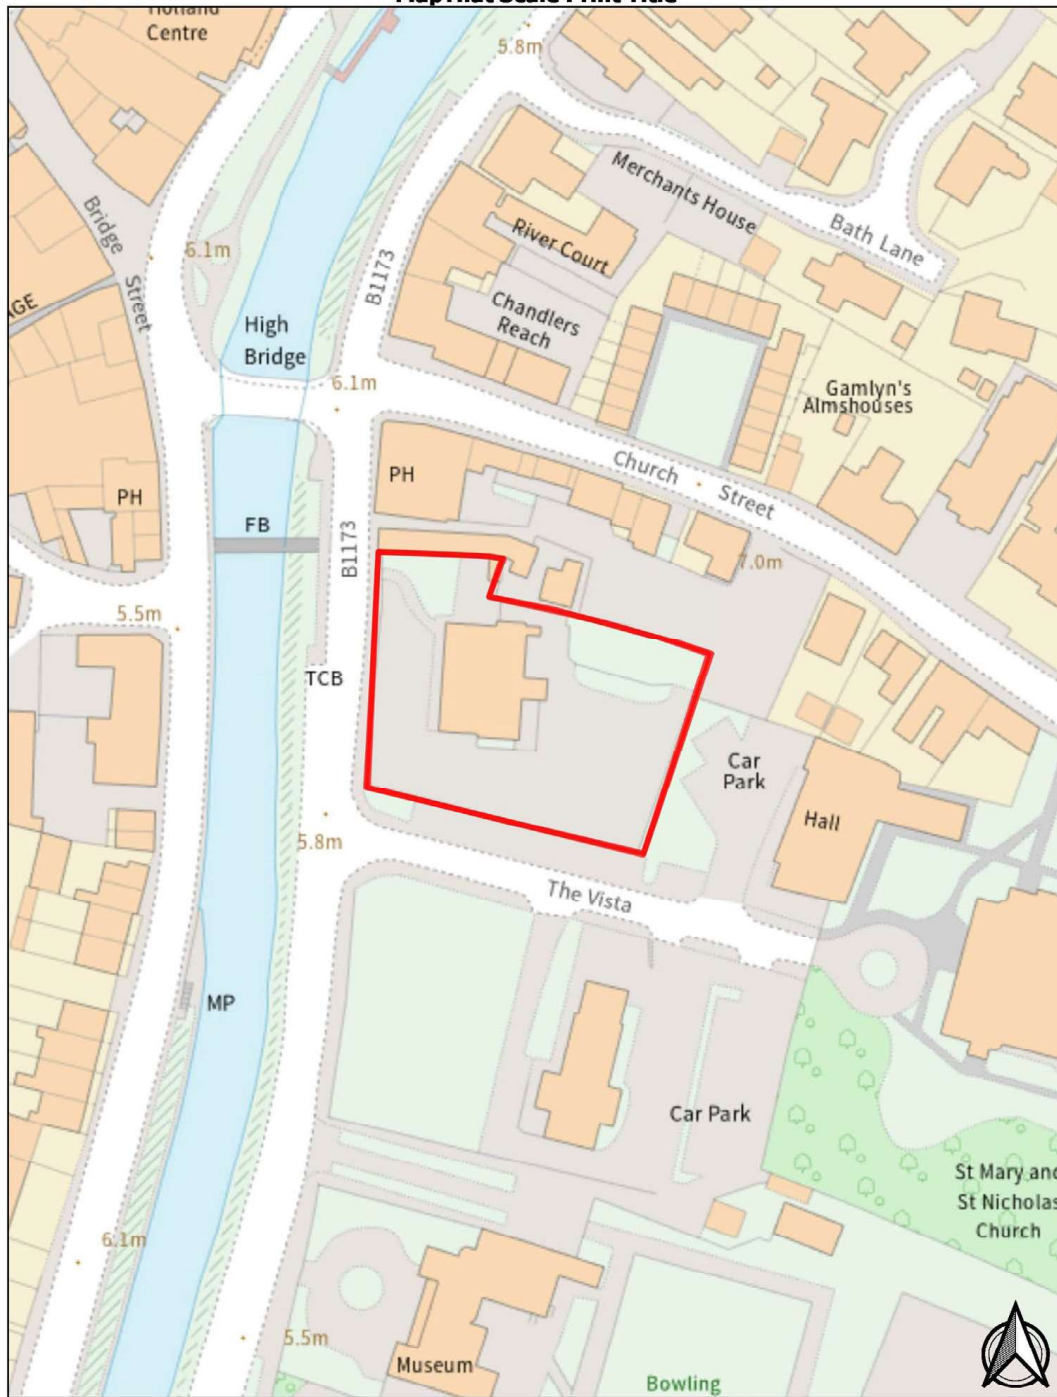 Centre
5.8m
Merchants House
Bath Lane
River Court
Bridge
Street
6.1m
B1173
Chandlers
Reach
High
Bridge
6.1m
Gamlyn's
Almshouses
PH
PH
Church
Street
FB
B1173
7.0m
5.5m
TCB
Car
Park
Hall
5.8m
The Vista
MP
Car Park
St Mary and
St Nicholas
Church
6.1m
5.5m
Museum
Bowling